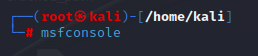 ┌──(root㉿kali)-[/home/kali]
└─# msfconsole